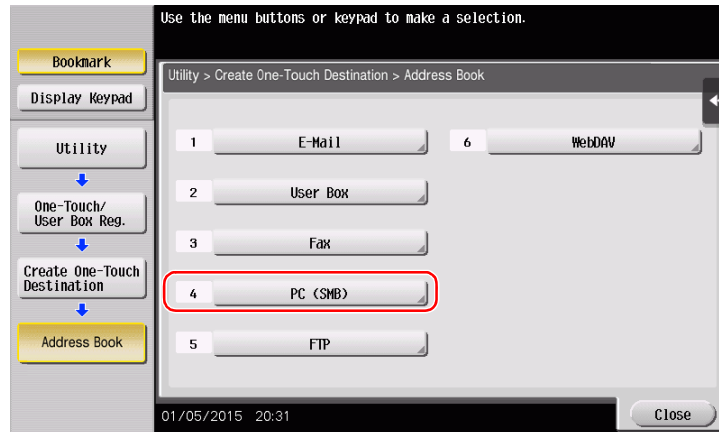 Use the menu buttons or keypad to make a selection.
Bookmark
Display Keypad
Utility
One-Touch/
User Box Reg.
Create One-Touch
Destination
Address Book
Utility > Create One-Touch Destination > Address Book
1 E-Mail
2 User Box
3 Fax
4 PC (SMB)
5 FTP
6 WebDAV
01/05/2015 20:31
Close